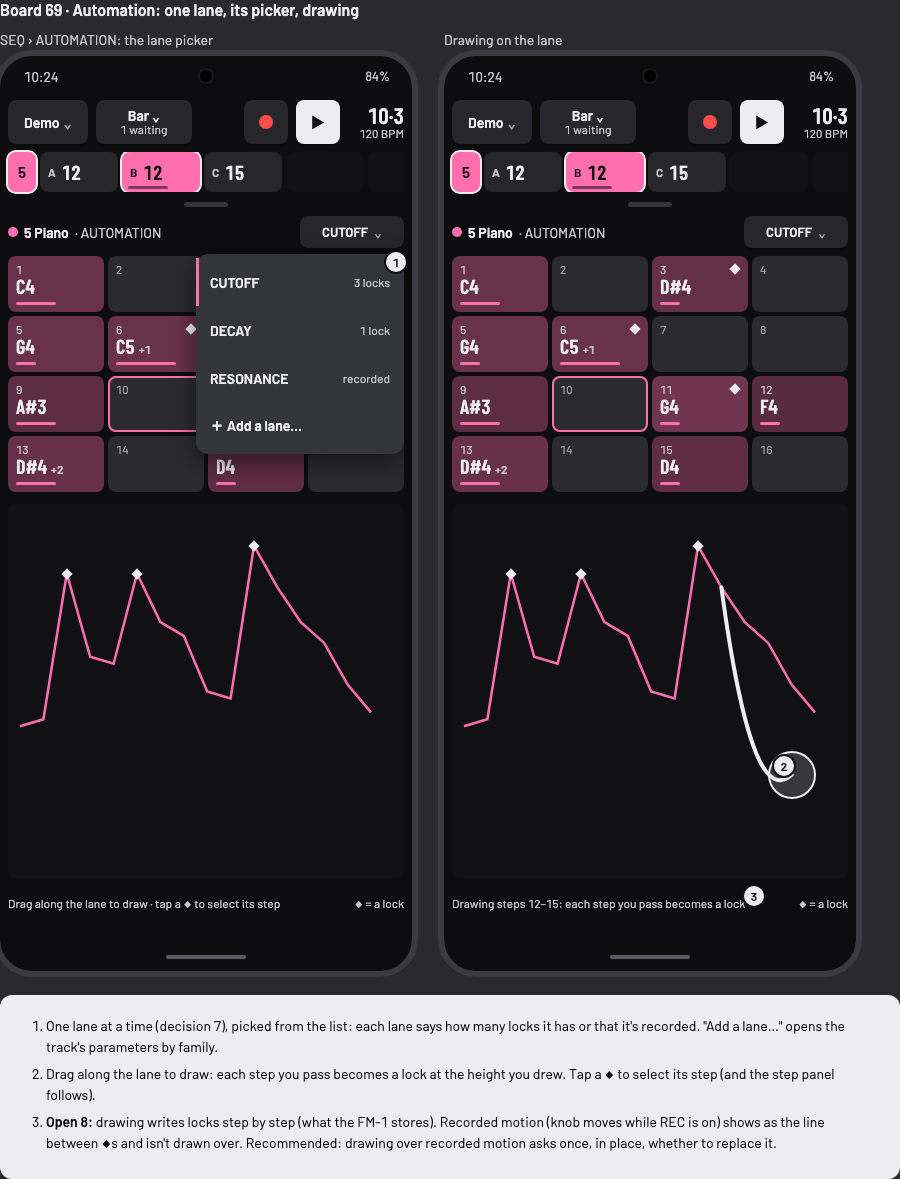 Board 69 · Automation: one lane, its picker, drawing
SEQ › AUTOMATION: the lane picker
10:24
84%
Demo
Bar
1 waiting
10·3
120 BPM
5
A 12
B 12
C 15
5 Piano · AUTOMATION
CUTOFF
1
C4
2
1
CUTOFF 3 locks
DECAY 1 lock
RESONANCE recorded
+ Add a lane...
5
G4
6
C5 +1
9
A#3
10
13
D#4 +2
14
D4
Drag along the lane to draw · tap a ◆ to select its step
◆ = a lock
Drawing on the lane
10:24
84%
Demo
Bar
1 waiting
10·3
120 BPM
5
A 12
B 12
C 15
5 Piano · AUTOMATION
CUTOFF
1
C4
2
3
D#4
4
5
G4
6
C5 +1
7
8
9
A#3
10
11
G4
12
F4
13
D#4 +2
14
15
D4
16
2
3
Drawing steps 12–15: each step you pass becomes a lock
◆ = a lock
1. One lane at a time (decision 7), picked from the list: each lane says how many locks it has or that it's recorded. "Add a lane..." opens the
track's parameters by family.
2. Drag along the lane to draw: each step you pass becomes a lock at the height you drew. Tap a ◆ to select its step (and the step panel
follows).
3. Open 8: drawing writes locks step by step (what the FM-1 stores). Recorded motion (knob moves while REC is on) shows as the line
between ◆s and isn't drawn over. Recommended: drawing over recorded motion asks once, in place, whether to replace it.